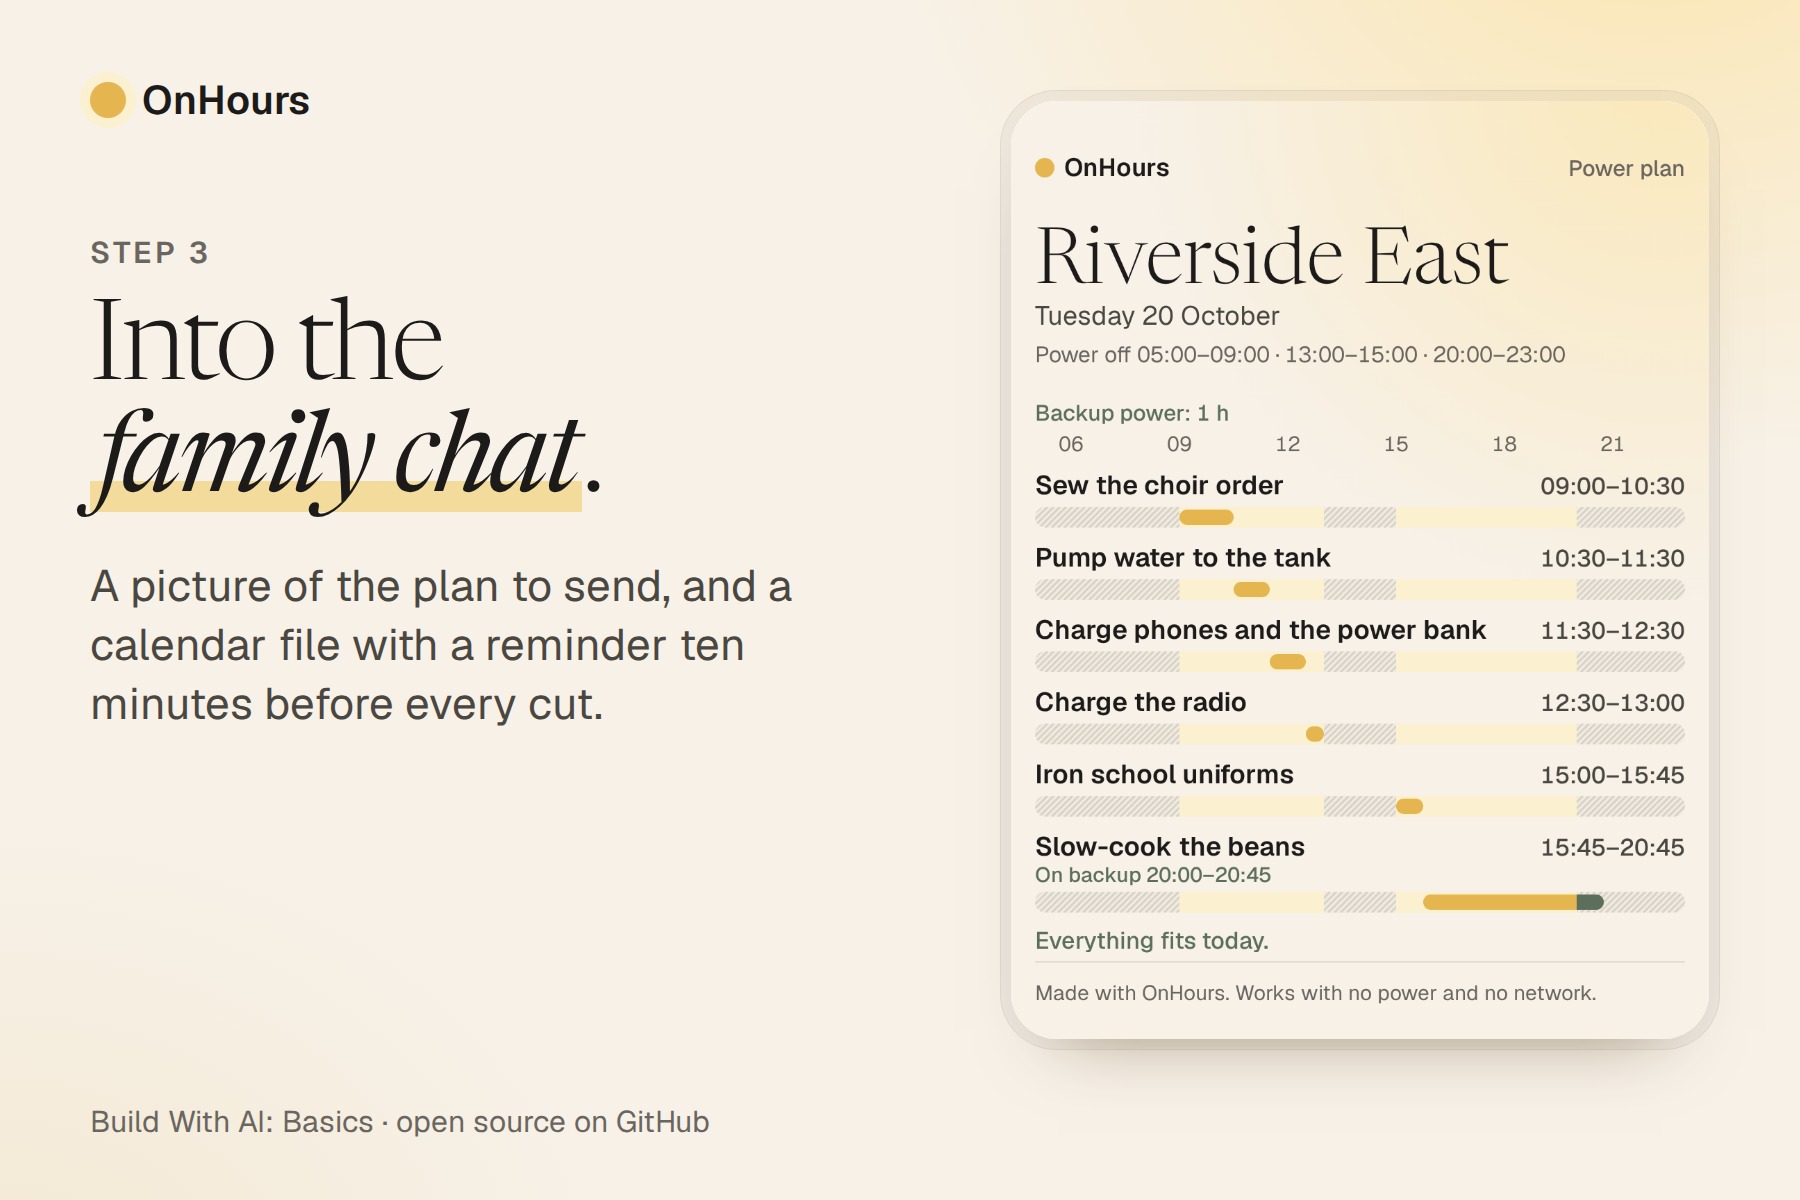 OnHours
STEP 3
Into the
family chat.
A picture of the plan to send, and a
calendar file with a reminder ten
minutes before every cut.
Build With AI: Basics · open source on GitHub
OnHours
Power plan
Riverside East
Tuesday 20 October
Power off 05:00–09:00 · 13:00–15:00 · 20:00–23:00
Backup power: 1 h
06 09 12 15 18 21
Sew the choir order 09:00–10:30
Pump water to the tank 10:30–11:30
Charge phones and the power bank 11:30–12:30
Charge the radio 12:30–13:00
Iron school uniforms 15:00–15:45
Slow-cook the beans 15:45–20:45
On backup 20:00–20:45
Everything fits today.
Made with OnHours. Works with no power and no network.